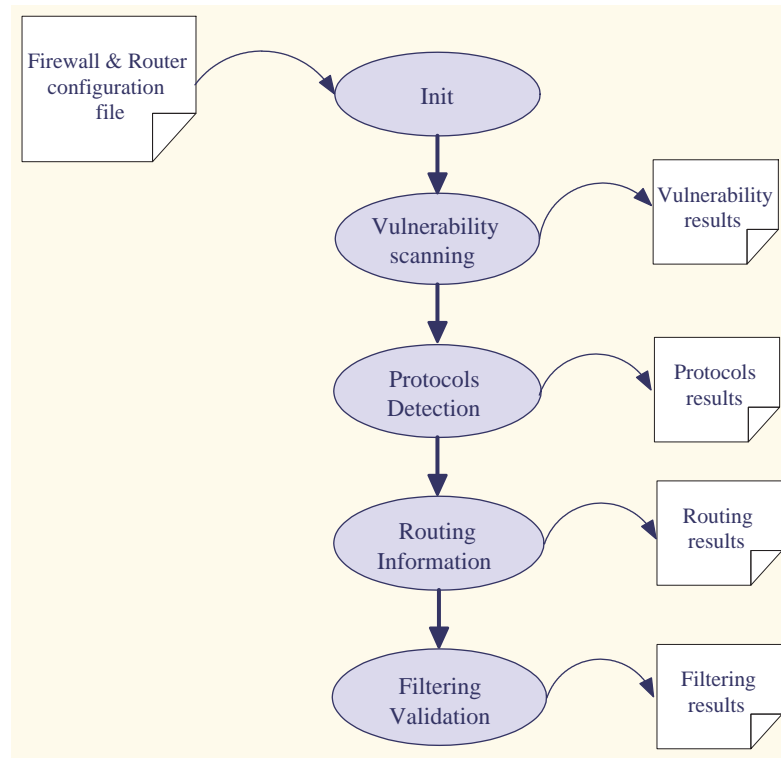 Firewall & Router
configuration
file
Init
Vulnerability
scanning
Vulnerability
results
Protocols
Detection
Protocols
results
Routing
Information
Routing
results
Filtering
Validation
Filtering
results